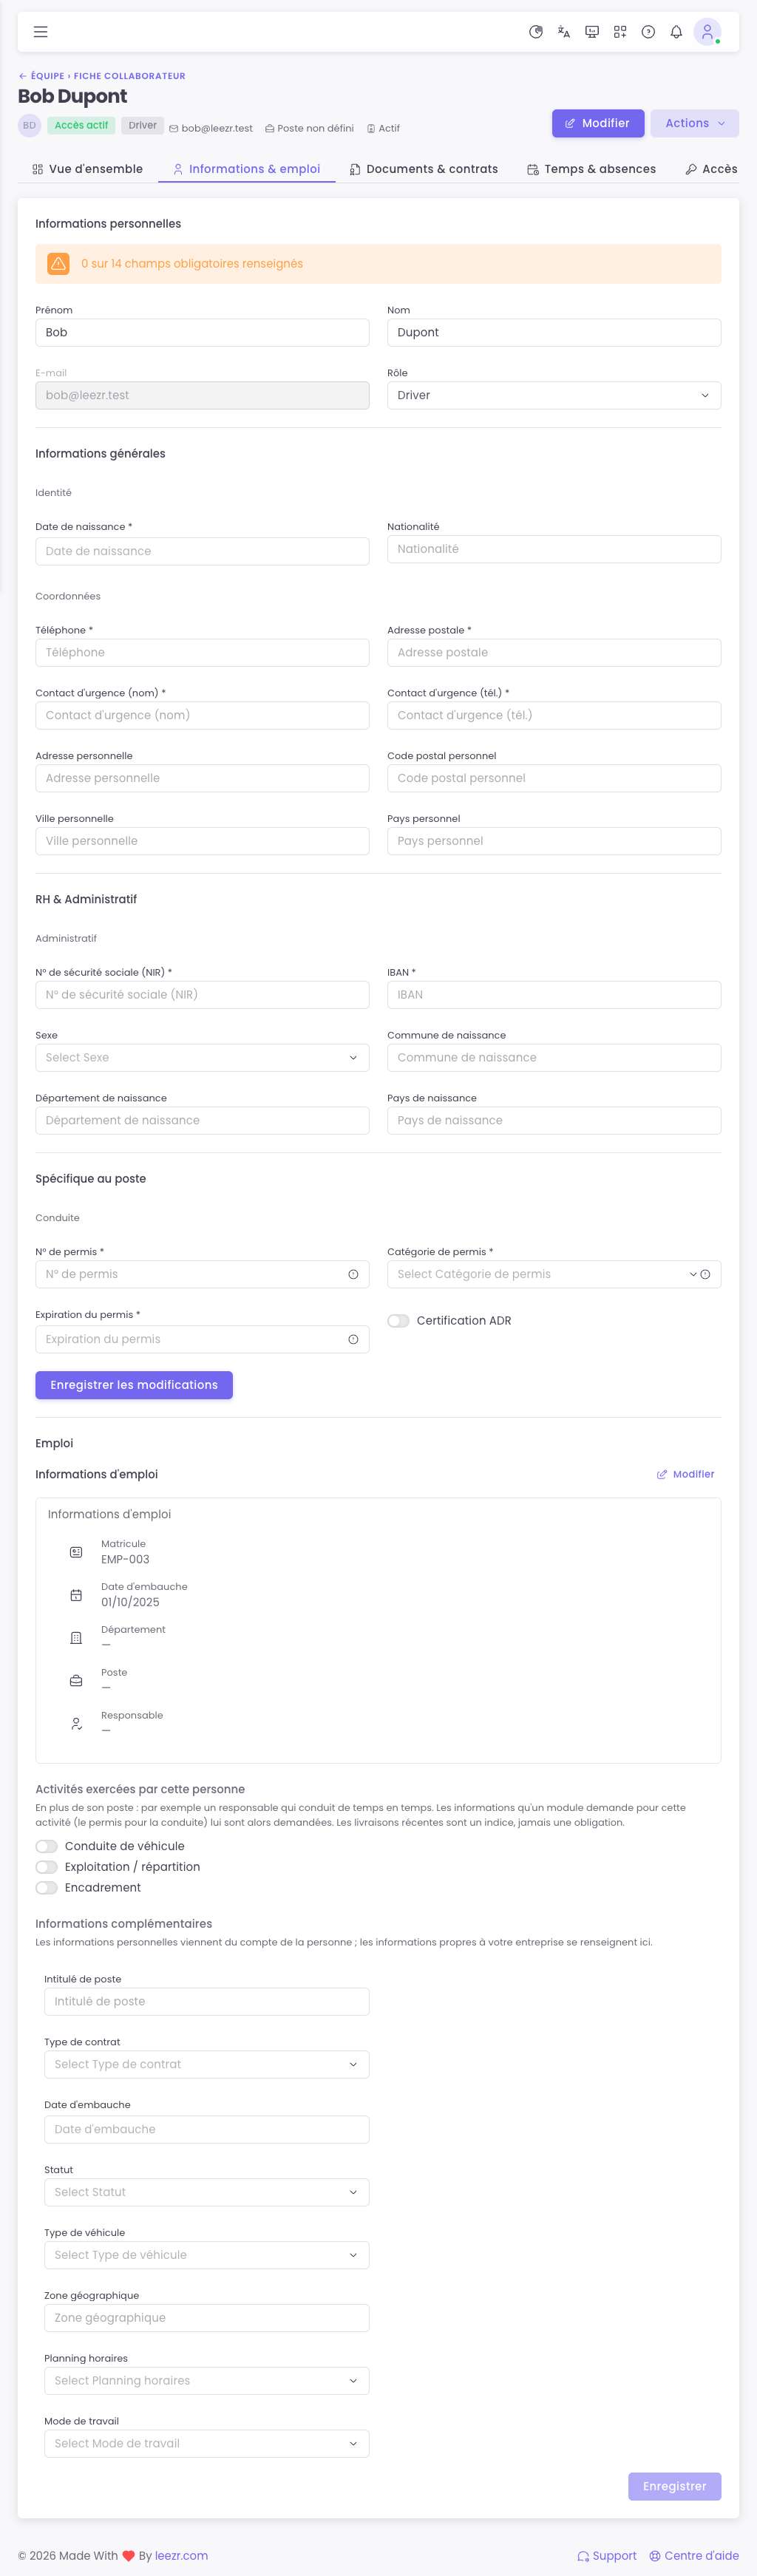 ← ÉQUIPE › FICHE COLLABORATEUR
Bob Dupont
BD Accès actif Driver bob@leezr.test Poste non défini Actif
Modifier Actions
Vue d'ensemble Informations & emploi Documents & contrats Temps & absences Accès
Informations personnelles
0 sur 14 champs obligatoires renseignés
Prénom Nom
Bob Dupont
E-mail Rôle
bob@leezr.test Driver
Informations générales
Identité
Date de naissance * Nationalité
Date de naissance Nationalité
Coordonnées
Téléphone * Adresse postale *
Téléphone Adresse postale
Contact d'urgence (nom) * Contact d'urgence (tél.) *
Contact d'urgence (nom) Contact d'urgence (tél.)
Adresse personnelle Code postal personnel
Adresse personnelle Code postal personnel
Ville personnelle Pays personnel
Ville personnelle Pays personnel
RH & Administratif
Administratif
N° de sécurité sociale (NIR) * IBAN *
N° de sécurité sociale (NIR) IBAN
Sexe Commune de naissance
Select Sexe Commune de naissance
Département de naissance Pays de naissance
Département de naissance Pays de naissance
Spécifique au poste
Conduite
N° de permis * Catégorie de permis *
N° de permis Select Catégorie de permis
Expiration du permis *
Expiration du permis Certification ADR
Enregistrer les modifications
Emploi
Informations d'emploi Modifier
Informations d'emploi
Matricule
EMP-003
Date d'embauche
01/10/2025
Département
—
Poste
—
Responsable
—
Activités exercées par cette personne
En plus de son poste : par exemple un responsable qui conduit de temps en temps. Les informations qu'un module demande pour cette
activité (le permis pour la conduite) lui sont alors demandées. Les livraisons récentes sont un indice, jamais une obligation.
Conduite de véhicule
Exploitation / répartition
Encadrement
Informations complémentaires
Les informations personnelles viennent du compte de la personne ; les informations propres à votre entreprise se renseignent ici.
Intitulé de poste
Intitulé de poste
Type de contrat
Select Type de contrat
Date d'embauche
Date d'embauche
Statut
Select Statut
Type de véhicule
Select Type de véhicule
Zone géographique
Zone géographique
Planning horaires
Select Planning horaires
Mode de travail
Select Mode de travail
Enregistrer
© 2026 Made With ❤ By leezr.com Support Centre d'aide